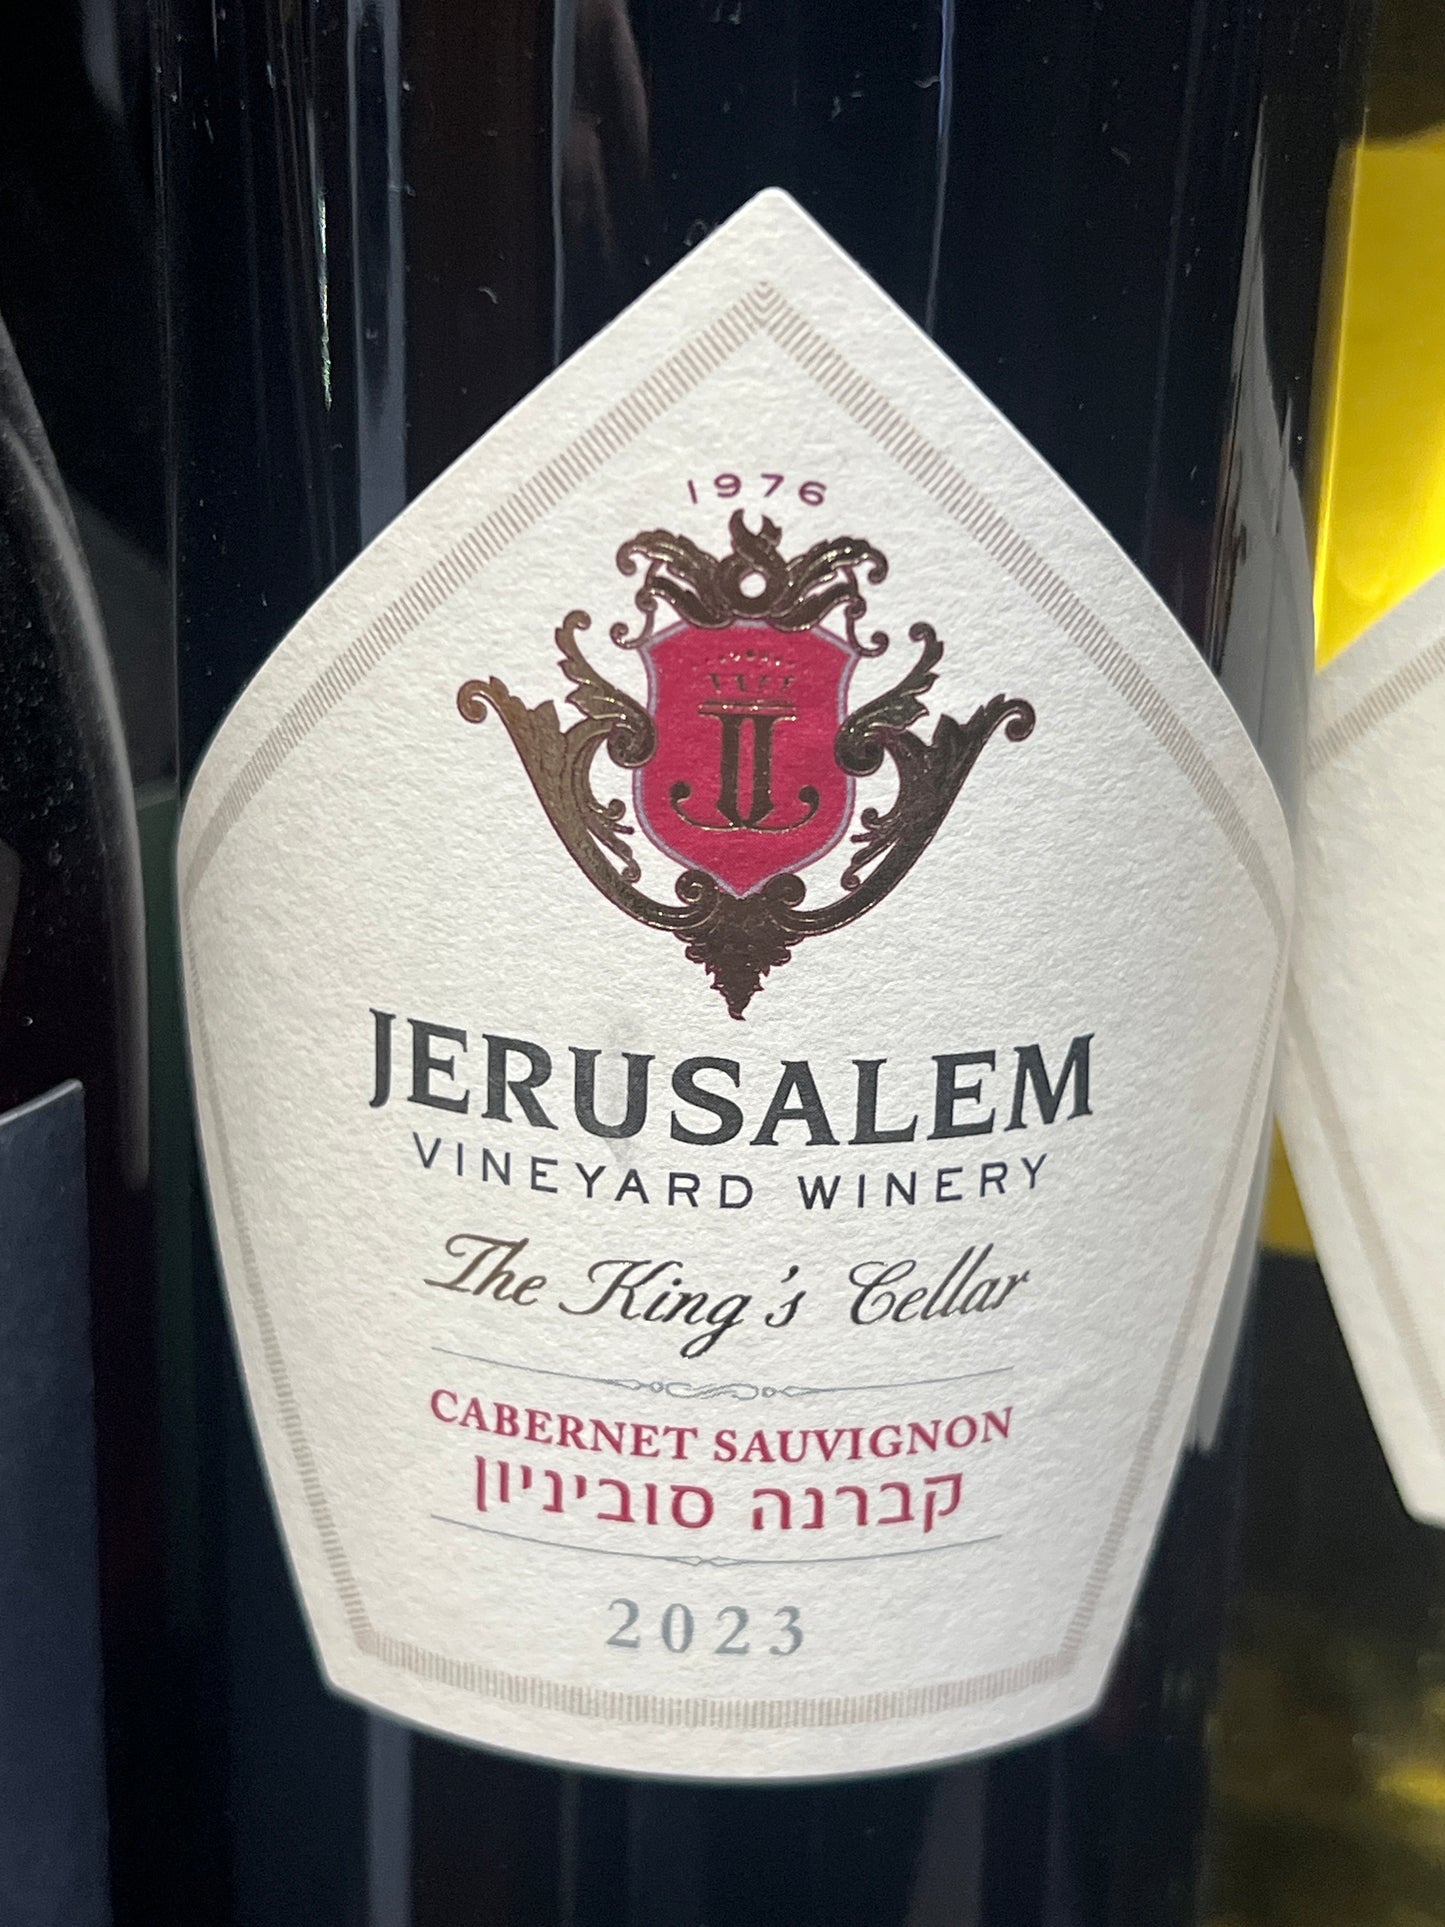 1976
JERUSALEM
VINEYARD WINERY
The King's Cellar
CABERNET SAUVIGNON
קברנה סוביניון
2023